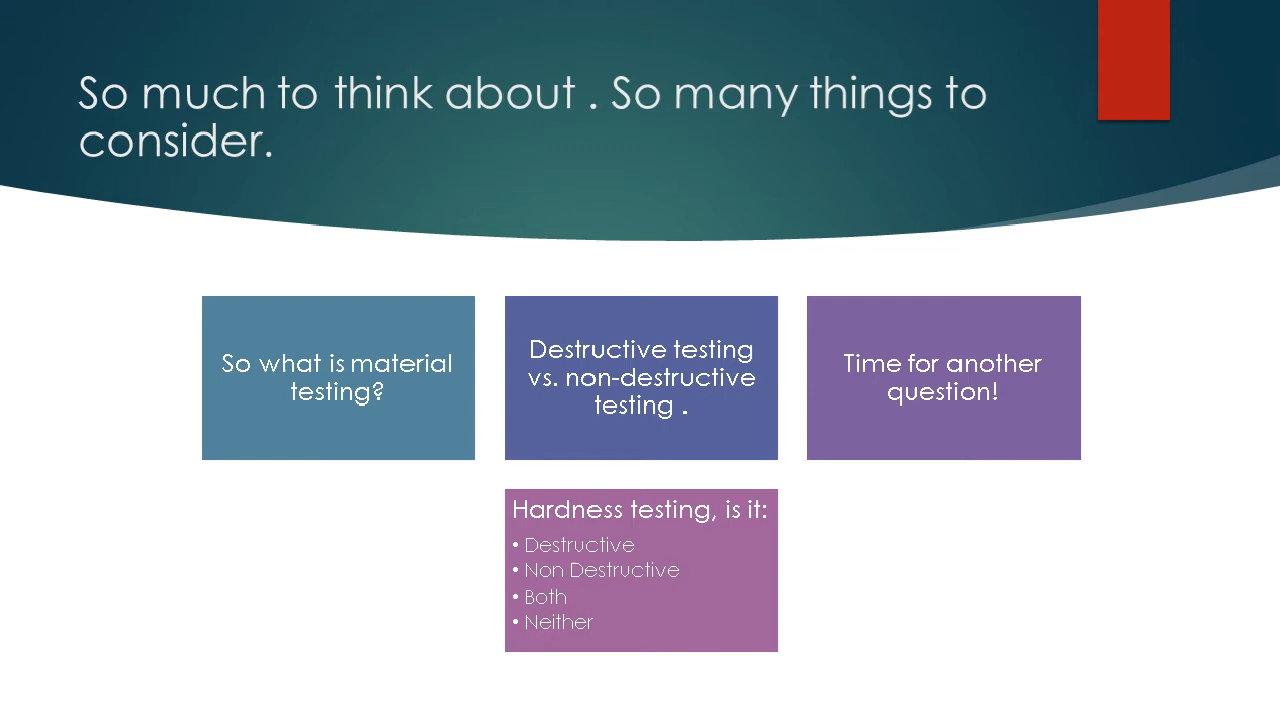 So much to think about . So many things to
consider.
So what is material
testing?
Destructive testing
vs. non-destructive
testing .
Time for another
question!
Hardness testing, is it:
• Destructive
• Non Destructive
• Both
• Neither